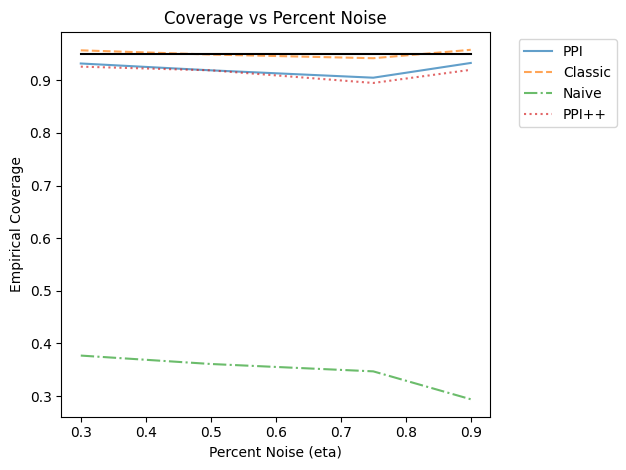 Coverage vs Percent Noise
PPI
Classic
Naive
PPI++
Empirical Coverage
0.9
0.8
0.7
0.6
0.5
0.4
0.3
0.3 0.4 0.5 0.6 0.7 0.8 0.9
Percent Noise (eta)